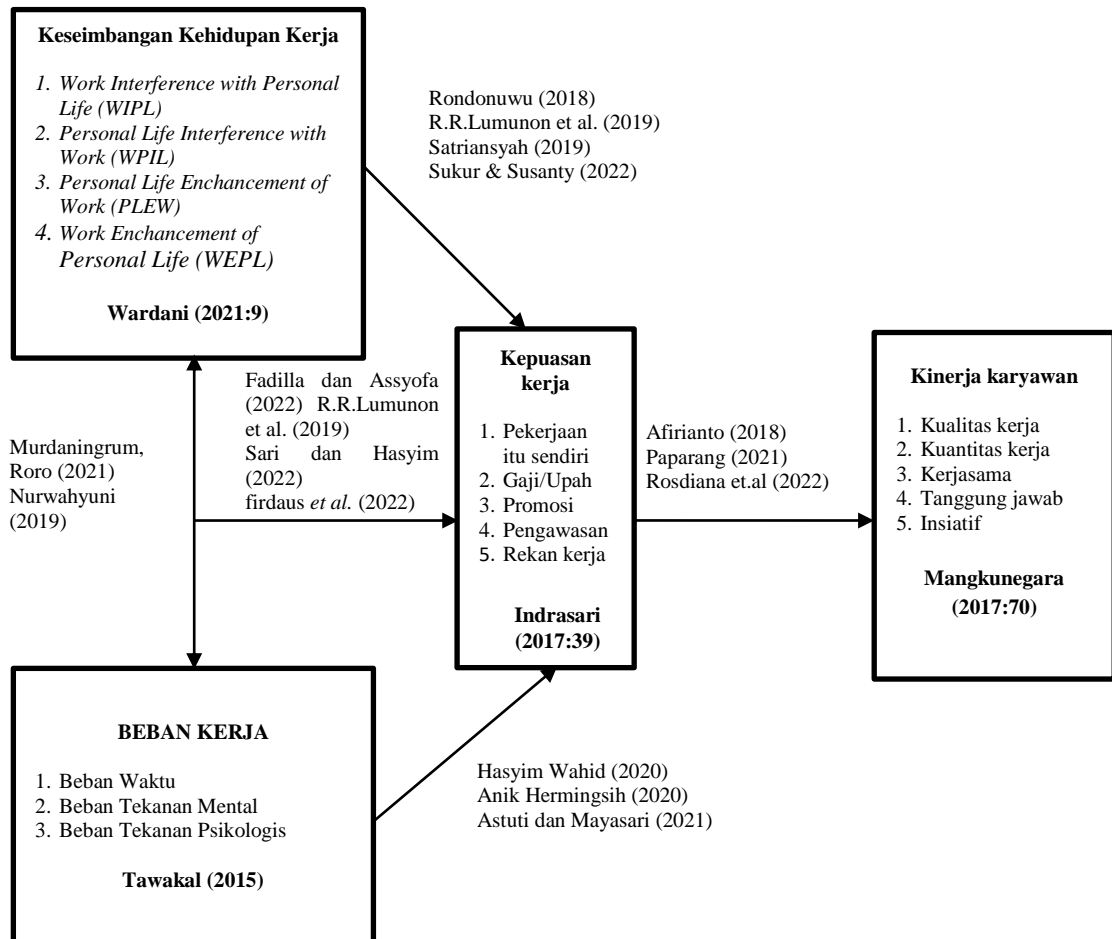 Keseimbangan Kehidupan Kerja
1. Work Interference with Personal
Life (WIPL)
2. Personal Life Interference with
Work (WPIL)
3. Personal Life Enchancement of
Work (PLEW)
4. Work Enchancement of
Personal Life (WEPL)
Wardani (2021:9)
Rondonuwu (2018)
R.R.Lumunon et al. (2019)
Satriansyah (2019)
Sukur & Susanty (2022)
Murdaningrum,
Roro (2021)
Nurwahyuni
(2019)
Fadilla dan Assyofa
(2022) R.R.Lumunon
et al. (2019)
Sari dan Hasyim
(2022)
firdaus et al. (2022)
Kepuasan
kerja
1. Pekerjaan
itu sendiri
2. Gaji/Upah
3. Promosi
4. Pengawasan
5. Rekan kerja
Indrasari
(2017:39)
Afirianto (2018)
Paparang (2021)
Rosdiana et.al (2022)
Kinerja karyawan
1. Kualitas kerja
2. Kuantitas kerja
3. Kerjasama
4. Tanggung jawab
5. Insiatif
Mangkunegara
(2017:70)
BEBAN KERJA
1. Beban Waktu
2. Beban Tekanan Mental
3. Beban Tekanan Psikologis
Tawakal (2015)
Hasyim Wahid (2020)
Anik Hermingsih (2020)
Astuti dan Mayasari (2021)